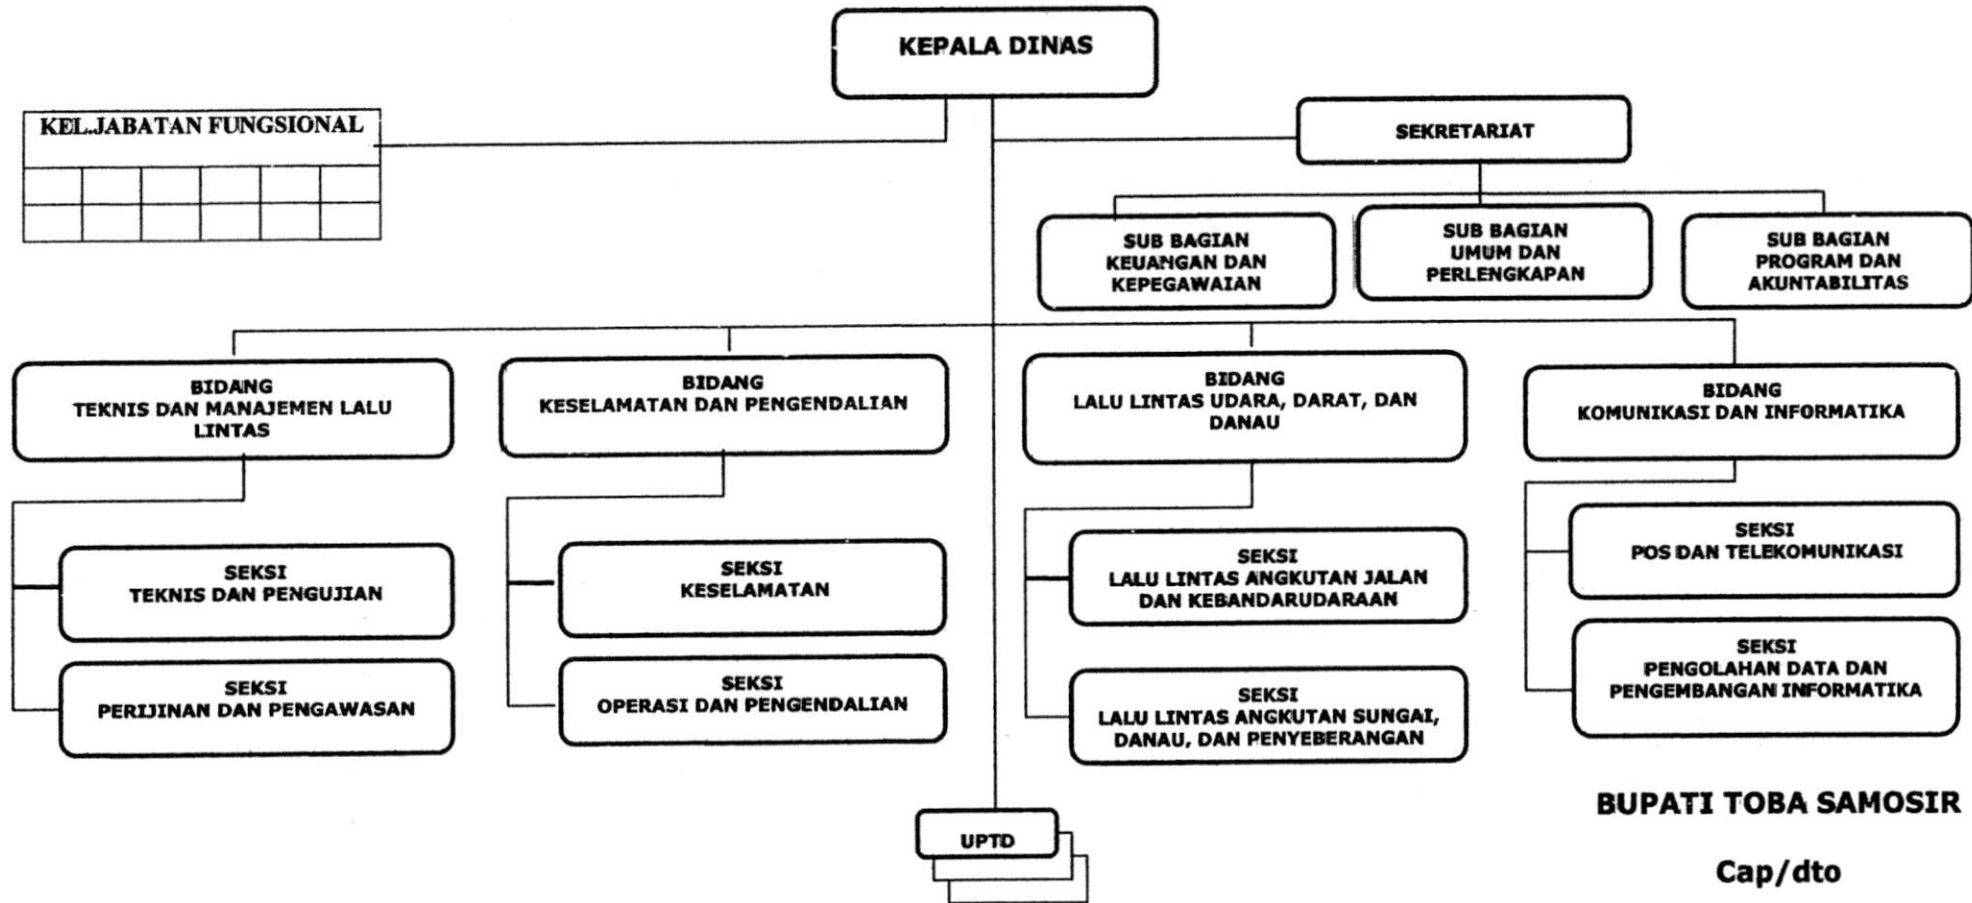 KEPALA DINAS
KEL.JABATAN FUNGSIONAL
SEKRETARIAT
SUB BAGIAN
KEUANGAN DAN
KEPEGAWAIAN
SUB BAGIAN
UMUM DAN
PERLENGKAPAN
SUB BAGIAN
PROGRAM DAN
AKUNTABILITAS
BIDANG
TEKNIS DAN MANAJEMEN LALU
LINTAS
BIDANG
KESELAMATAN DAN PENGENDALIAN
BIDANG
LALU LINTAS UDARA, DARAT, DAN
DANAU
BIDANG
KOMUNIKASI DAN INFORMATIKA
SEKSI
TEKNIS DAN PENGUJIAN
SEKSI
KESELAMATAN
SEKSI
LALU LINTAS ANGKUTAN JALAN
DAN KEBANDARUDARAAN
SEKSI
POS DAN TELEKOMUNIKASI
SEKSI
PERIJINAN DAN PENGAWASAN
SEKSI
OPERASI DAN PENGENDALIAN
SEKSI
LALU LINTAS ANGKUTAN SUNGAI,
DANAU, DAN PENYEBERANGAN
SEKSI
PENGOLAHAN DATA DAN
PENGEMBANGAN INFORMATIKA
UPTD
BUPATI TOBA SAMOSIR
Cap/dto